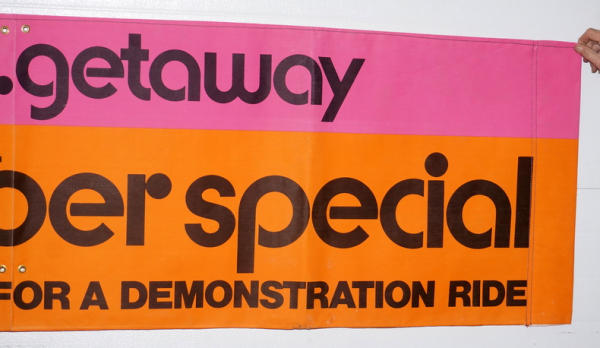 .getaway
ber special
FOR A DEMONSTRATION RIDE